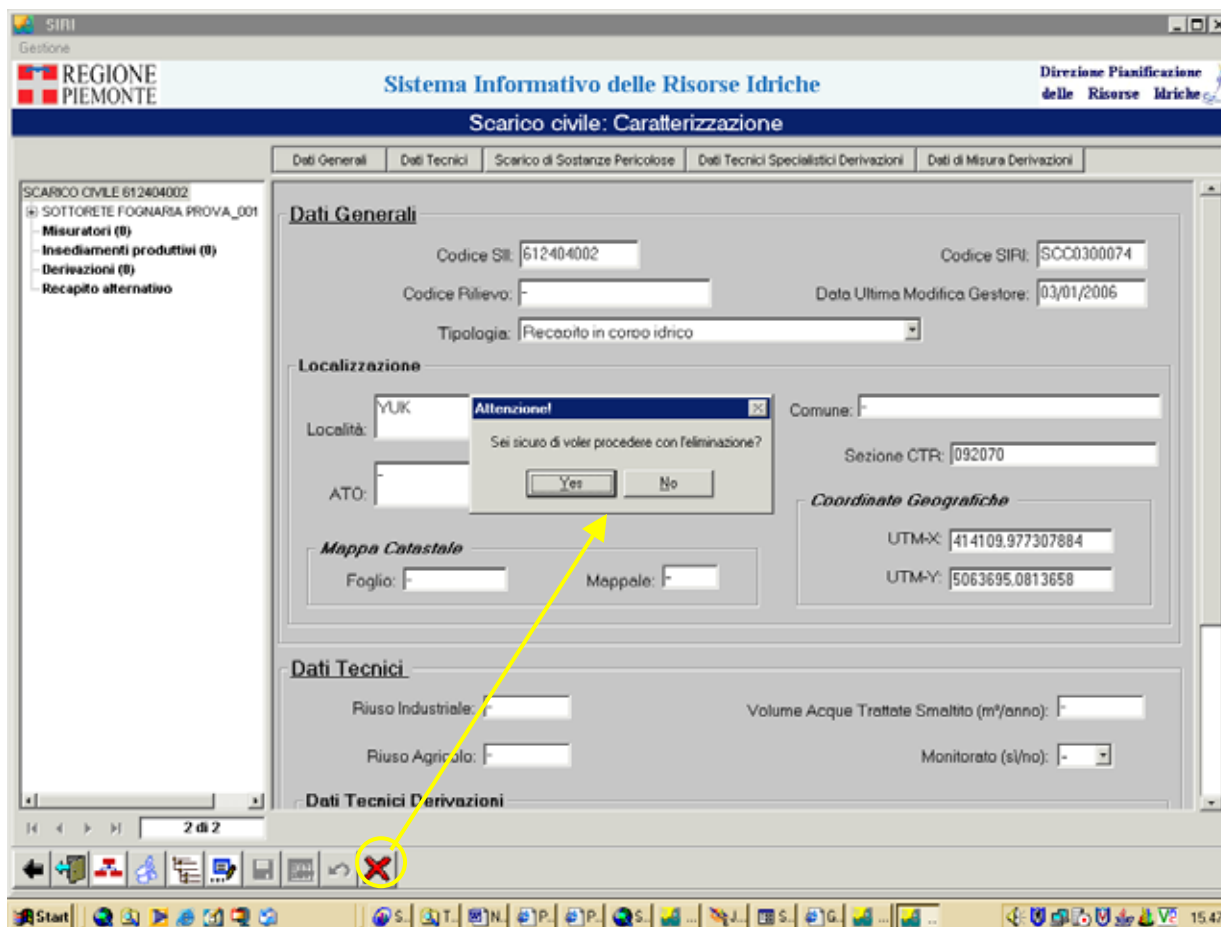 SIRI
Gestione
REGIONE
PIEMONTE
Sistema Informativo delle Risorse Idriche
Direzione Pianificazione
delle Risorse Idriche
Scarico civile: Caratterizzazione
Dati Generali Dati Tecnici Scarico di Sostanze Pericolose Dati Tecnici Specialistici Derivazioni Dati di Misura Derivazioni
SCARICO CIVILE 612404002
SOTTORETE FOGNARIA PROVA_001
Misuratori (0)
Insediamenti produttivi (0)
Derivazioni (0)
Recapito alternativo
Dati Generali
Codice SII: 612404002 Codice SIRI: SCC0300074
Codice Rilievo: - Data Ultima Modifica Gestore: 03/01/2006
Tipologia: Recapito in corpo idrico
Localizzazione
Località: YUK Comune: -
Attenzione!
Sei sicuro di voler procedere con l'eliminazione?
Yes No
Sezione CTR: 092070
ATO: -
Coordinate Geografiche
UTM-X: 414109,977307884
UTM-Y: 5063695,0813658
Mappa Catastale
Foglio: - Mappale: -
Dati Tecnici
Riuso Industriale: - Volume Acque Trattate Smaltito (m³/anno): -
Riuso Agricolo: - Monitorato (sì/no): -
Dati Tecnici Derivazioni
2 di 2
Start S... T... N... P... P... S... ... J... S... G... ... ... 15.47